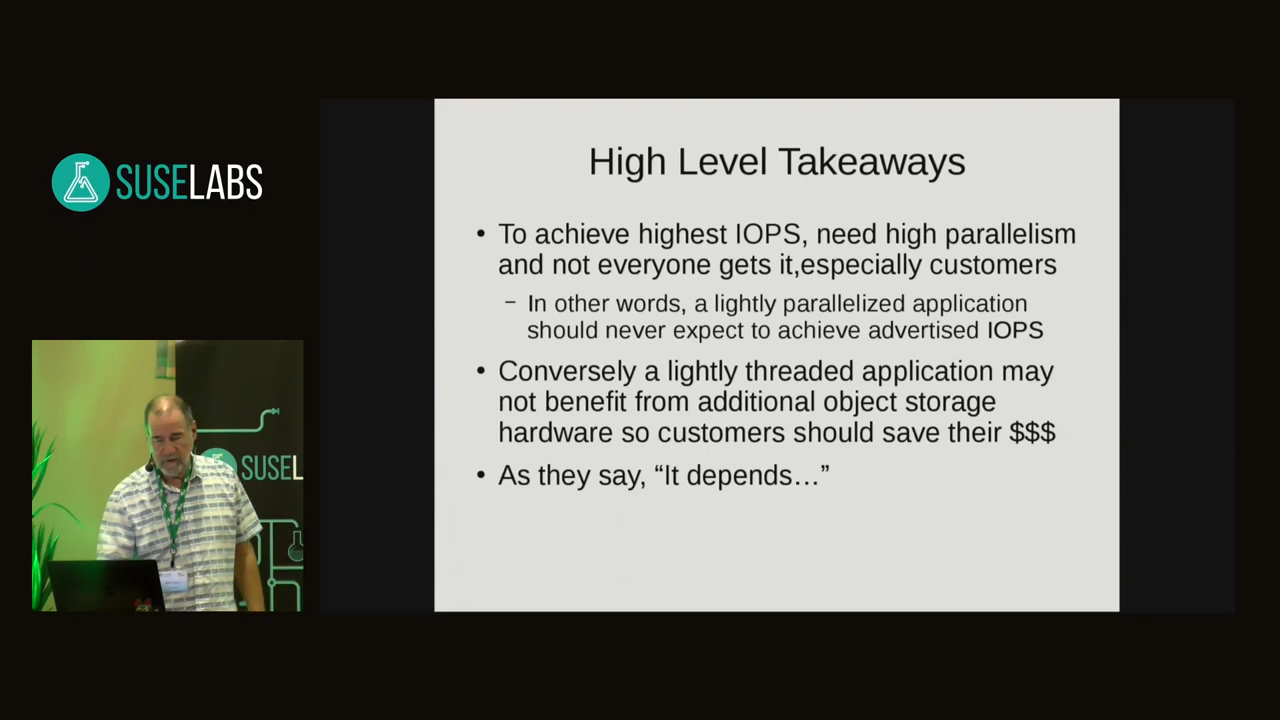 SUSELABS
High Level Takeaways
• To achieve highest IOPS, need high parallelism
and not everyone gets it,especially customers
– In other words, a lightly parallelized application
should never expect to achieve advertised IOPS
• Conversely a lightly threaded application may
not benefit from additional object storage
hardware so customers should save their $$$
• As they say, “It depends…”
SUSEL